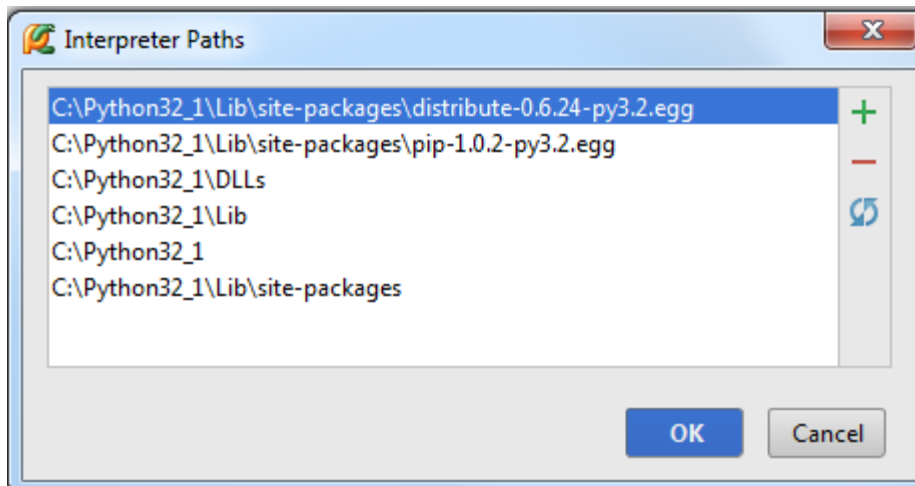 Interpreter Paths
C:\Python32_1\Lib\site-packages\distribute-0.6.24-py3.2.egg
C:\Python32_1\Lib\site-packages\pip-1.0.2-py3.2.egg
C:\Python32_1\DLLs
C:\Python32_1\Lib
C:\Python32_1
C:\Python32_1\Lib\site-packages
OK Cancel